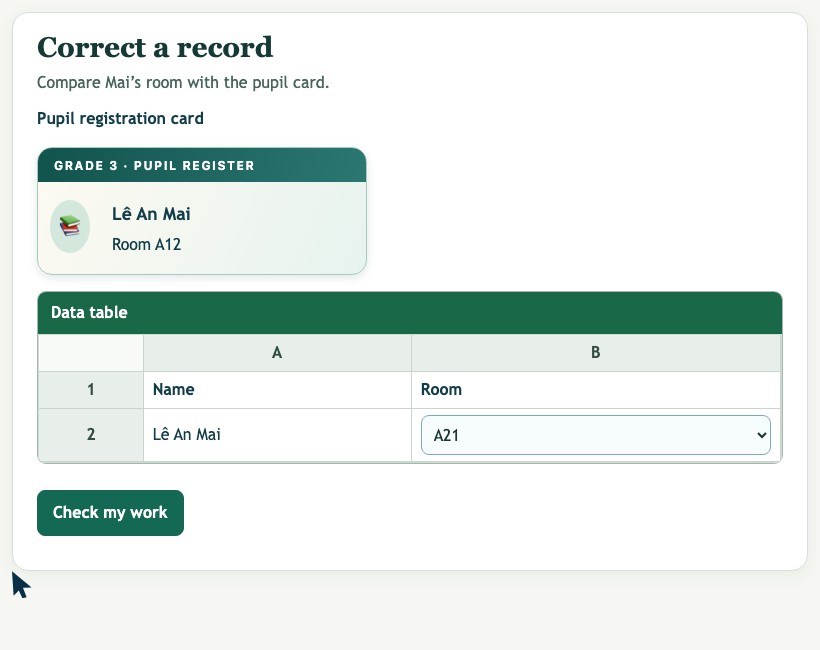 Correct a record
Compare Mai’s room with the pupil card.
Pupil registration card
GRADE 3 · PUPIL REGISTER
Lê An Mai
Room A12
Data table
A B
1 Name Room
2 Lê An Mai A21
Check my work